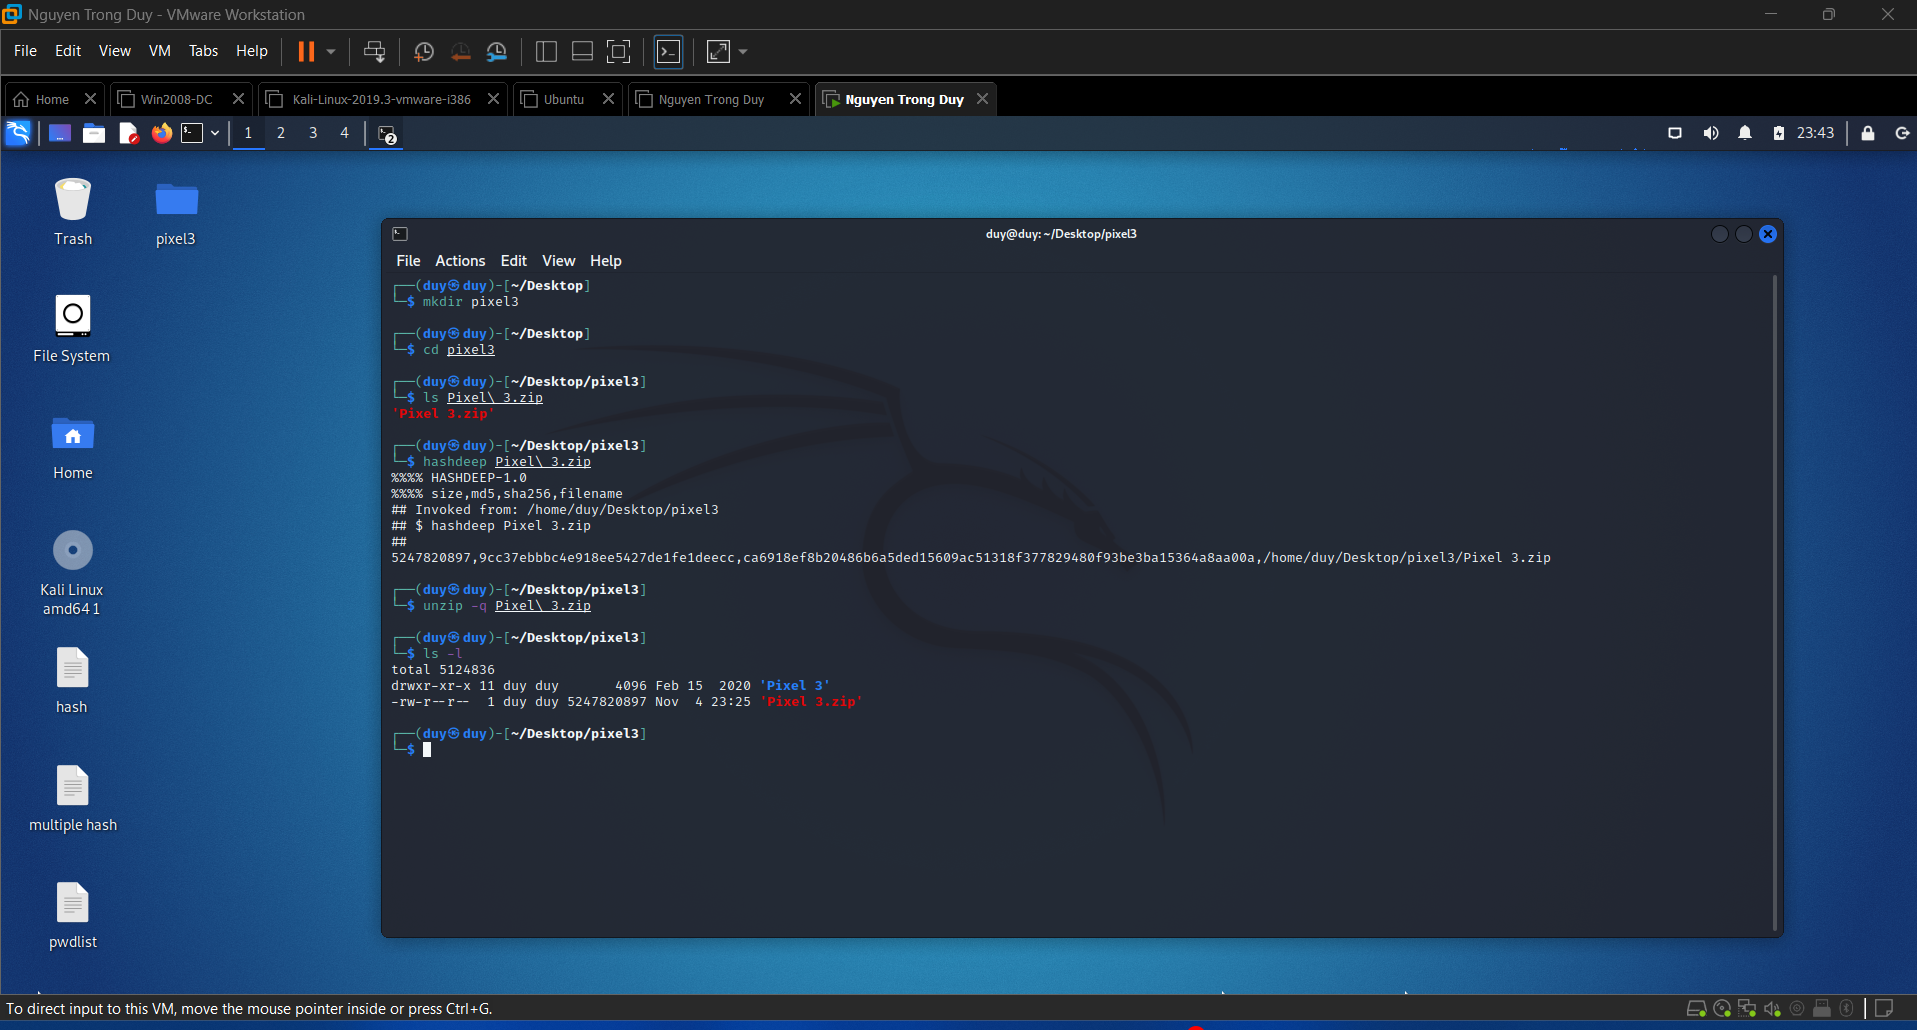 Nguyen Trong Duy - VMware Workstation
File Edit View VM Tabs Help
Home Win2008-DC Kali-Linux-2019.3-vmware-i386 Ubuntu Nguyen Trong Duy Nguyen Trong Duy
1 2 3 4 2 23:43
Trash
pixel3
File System
Home
Kali Linux
amd64 1
hash
multiple hash
pwdlist
duy@duy: ~/Desktop/pixel3
File Actions Edit View Help
┌──(duy㉿duy)-[~/Desktop]
└─$ mkdir pixel3
┌──(duy㉿duy)-[~/Desktop]
└─$ cd pixel3
┌──(duy㉿duy)-[~/Desktop/pixel3]
└─$ ls Pixel\ 3.zip
'Pixel 3.zip'
┌──(duy㉿duy)-[~/Desktop/pixel3]
└─$ hashdeep Pixel\ 3.zip
%%%% HASHDEEP-1.0
%%%% size,md5,sha256,filename
## Invoked from: /home/duy/Desktop/pixel3
## $ hashdeep Pixel 3.zip
##
5247820897,9cc37ebbbc4e918ee5427de1fe1deecc,ca6918ef8b20486b6a5ded15609ac51318f377829480f93be3ba15364a8aa00a,/home/duy/Desktop/pixel3/Pixel 3.zip
┌──(duy㉿duy)-[~/Desktop/pixel3]
└─$ unzip -q Pixel\ 3.zip
┌──(duy㉿duy)-[~/Desktop/pixel3]
└─$ ls -l
total 5124836
drwxr-xr-x 11 duy duy 4096 Feb 15 2020 'Pixel 3'
-rw-r--r-- 1 duy duy 5247820897 Nov 4 23:25 'Pixel 3.zip'
┌──(duy㉿duy)-[~/Desktop/pixel3]
└─$
To direct input to this VM, move the mouse pointer inside or press Ctrl+G.